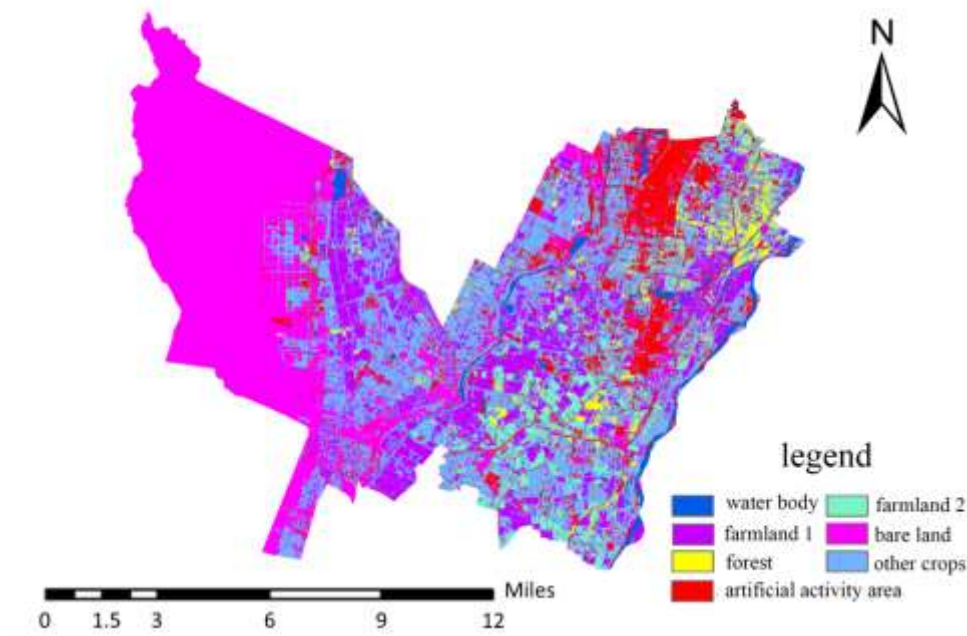 N
legend
water body
farmland 2
farmland 1
bare land
forest
other crops
artificial activity area
Miles
0 1.5 3 6 9 12